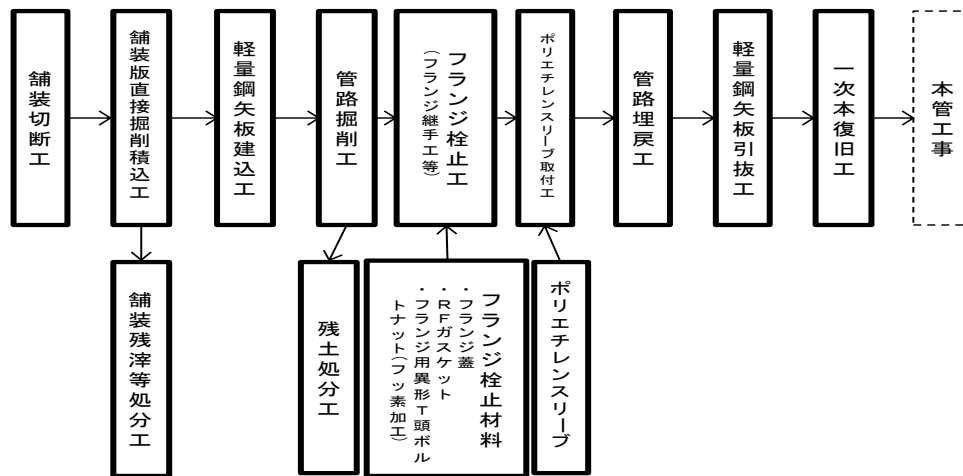 舗装切断工
舗装版直接掘削積込工
軽量鋼矢板建込工
管路掘削工
フランジ栓止工
(フランジ継手工等)
ポリエチレンスリーブ取付工
管路埋戻工
軽量鋼矢板引抜工
一次本復旧工
本管工事
舗装残滓等処分工
残土処分工
フランジ栓止材料
・フランジ蓋
・RFガスケット
・フランジ用異形T頭ボル
トナット(フッ素加工)
ポリエチレンスリーブ